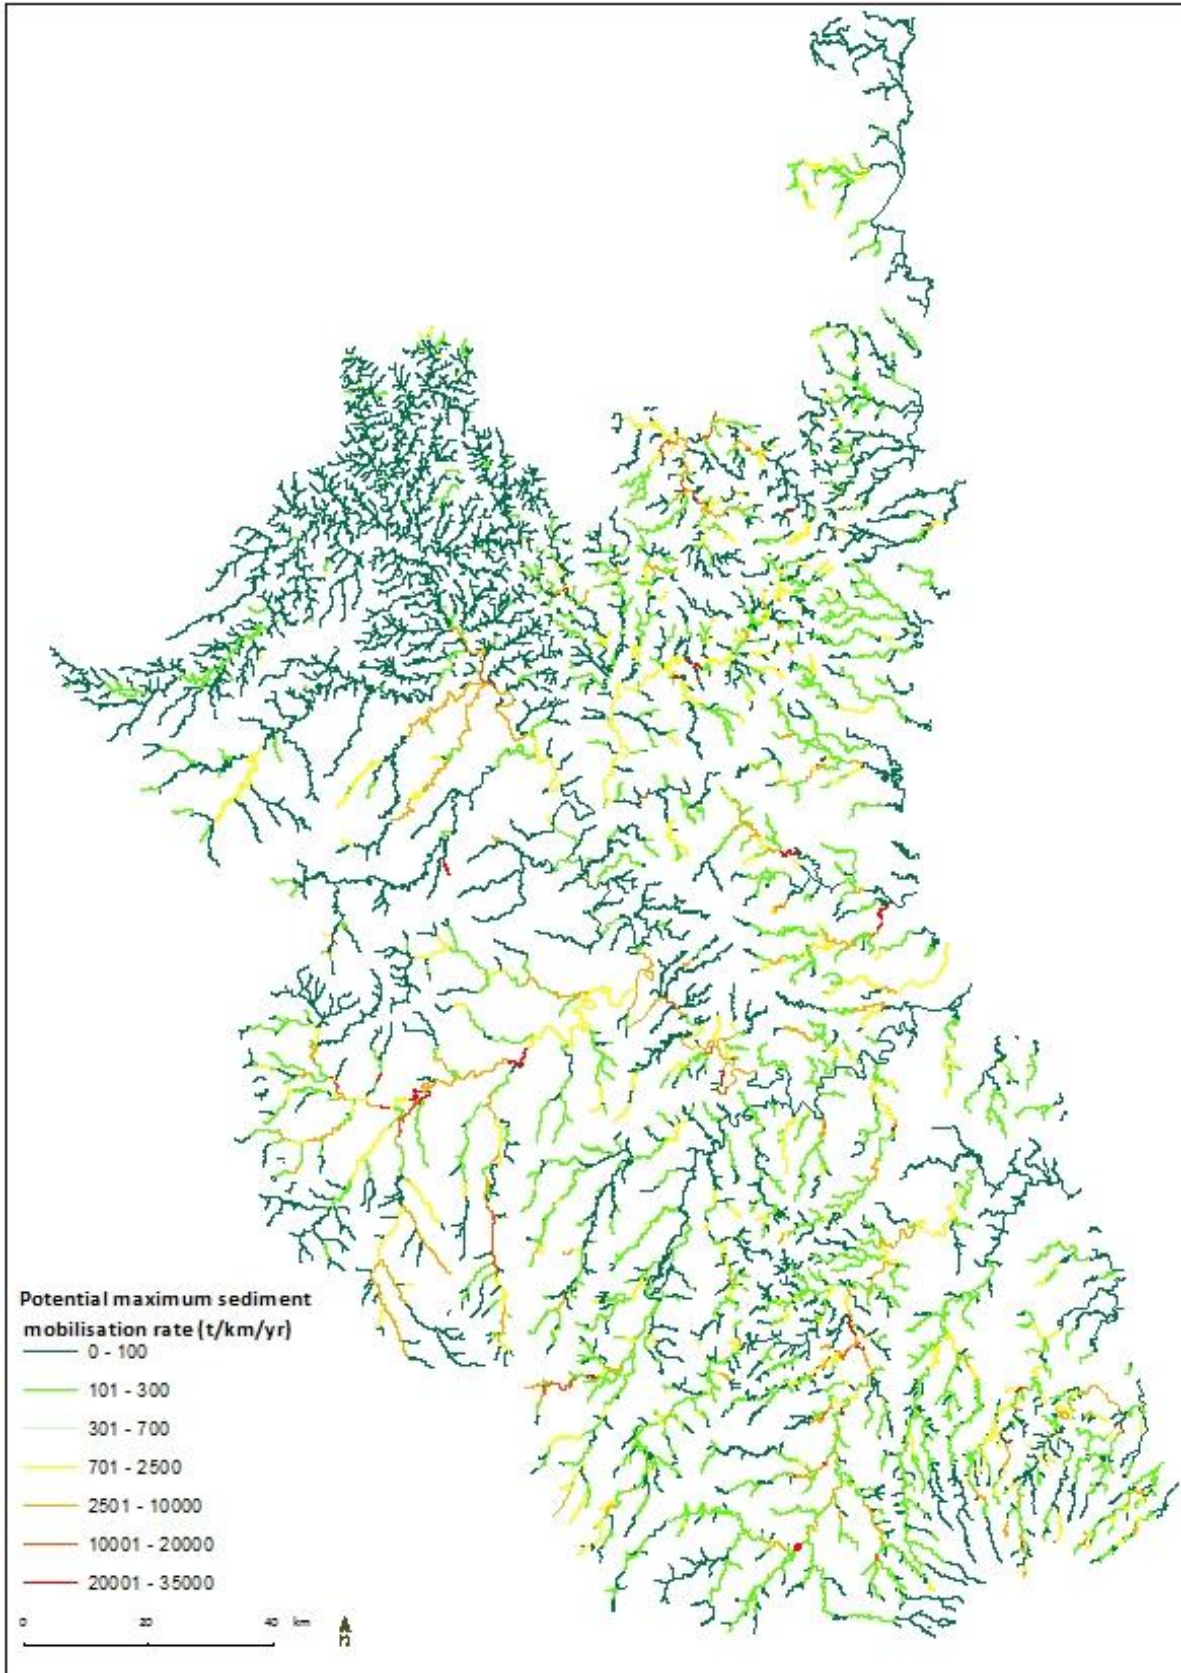 Potential maximum sediment
mobilisation rate (t/km/yr)
0 - 100
101 - 300
301 - 700
701 - 2500
2501 - 10000
10001 - 20000
20001 - 35000
0 20 40 km